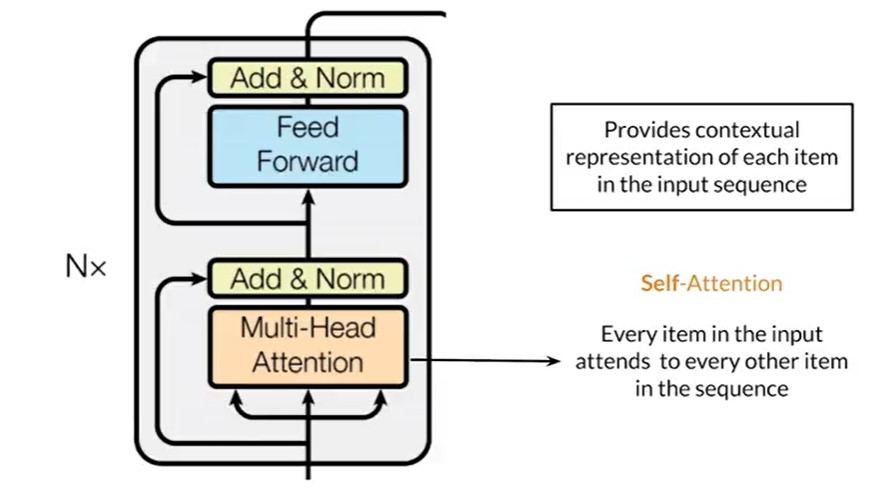 Add & Norm
Feed
Forward
Nx
Add & Norm
Multi-Head
Attention
Provides contextual
representation of each item
in the input sequence
Self-Attention
Every item in the input
attends to every other item
in the sequence